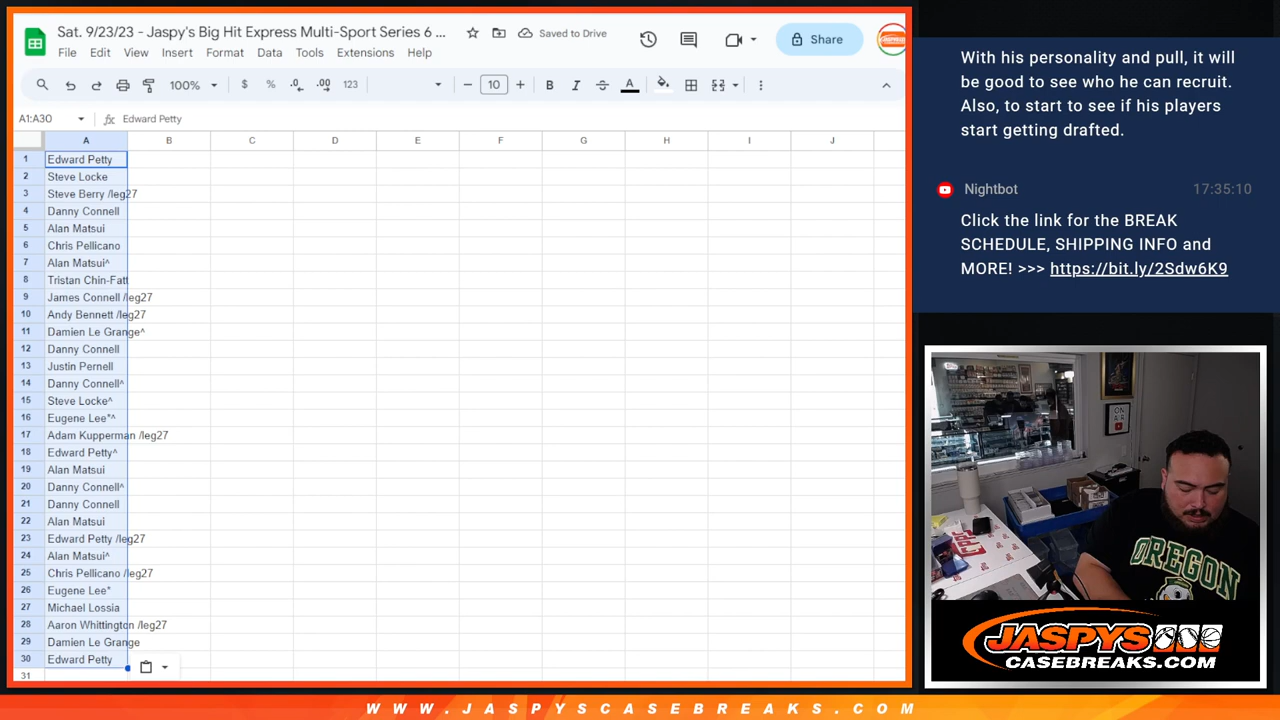 Sat. 9/23/23 - Jaspy's Big Hit Express Multi-Sport Series 6 ...
Saved to Drive
Share
File Edit View Insert Format Data Tools Extensions Help
100% $ % .0 .00 123 10 B I S A
A1:A30 fx Edward Petty
A B C D E F G H I J
1 Edward Petty
2 Steve Locke
3 Steve Berry /leg27
4 Danny Connell
5 Alan Matsui
6 Chris Pellicano
7 Alan Matsui^
8 Tristan Chin-Fatt
9 James Connell /leg27
10 Andy Bennett /leg27
11 Damien Le Grange^
12 Danny Connell
13 Justin Pernell
14 Danny Connell^
15 Steve Locke^
16 Eugene Lee*^
17 Adam Kupperman /leg27
18 Edward Petty^
19 Alan Matsui
20 Danny Connell^
21 Danny Connell
22 Alan Matsui
23 Edward Petty /leg27
24 Alan Matsui^
25 Chris Pellicano /leg27
26 Eugene Lee*
27 Michael Lossia
28 Aaron Whittington /leg27
29 Damien Le Grange
30 Edward Petty
31
With his personality and pull, it will
be good to see who he can recruit.
Also, to start to see if his players
start getting drafted.
Nightbot 17:35:10
Click the link for the BREAK
SCHEDULE, SHIPPING INFO and
MORE! >>> https://bit.ly/2Sdw6K9
ON
AIR
OREGON
JASPYS
CASEBREAKS.COM
WWW.JASPYSCASEBREAKS.COM